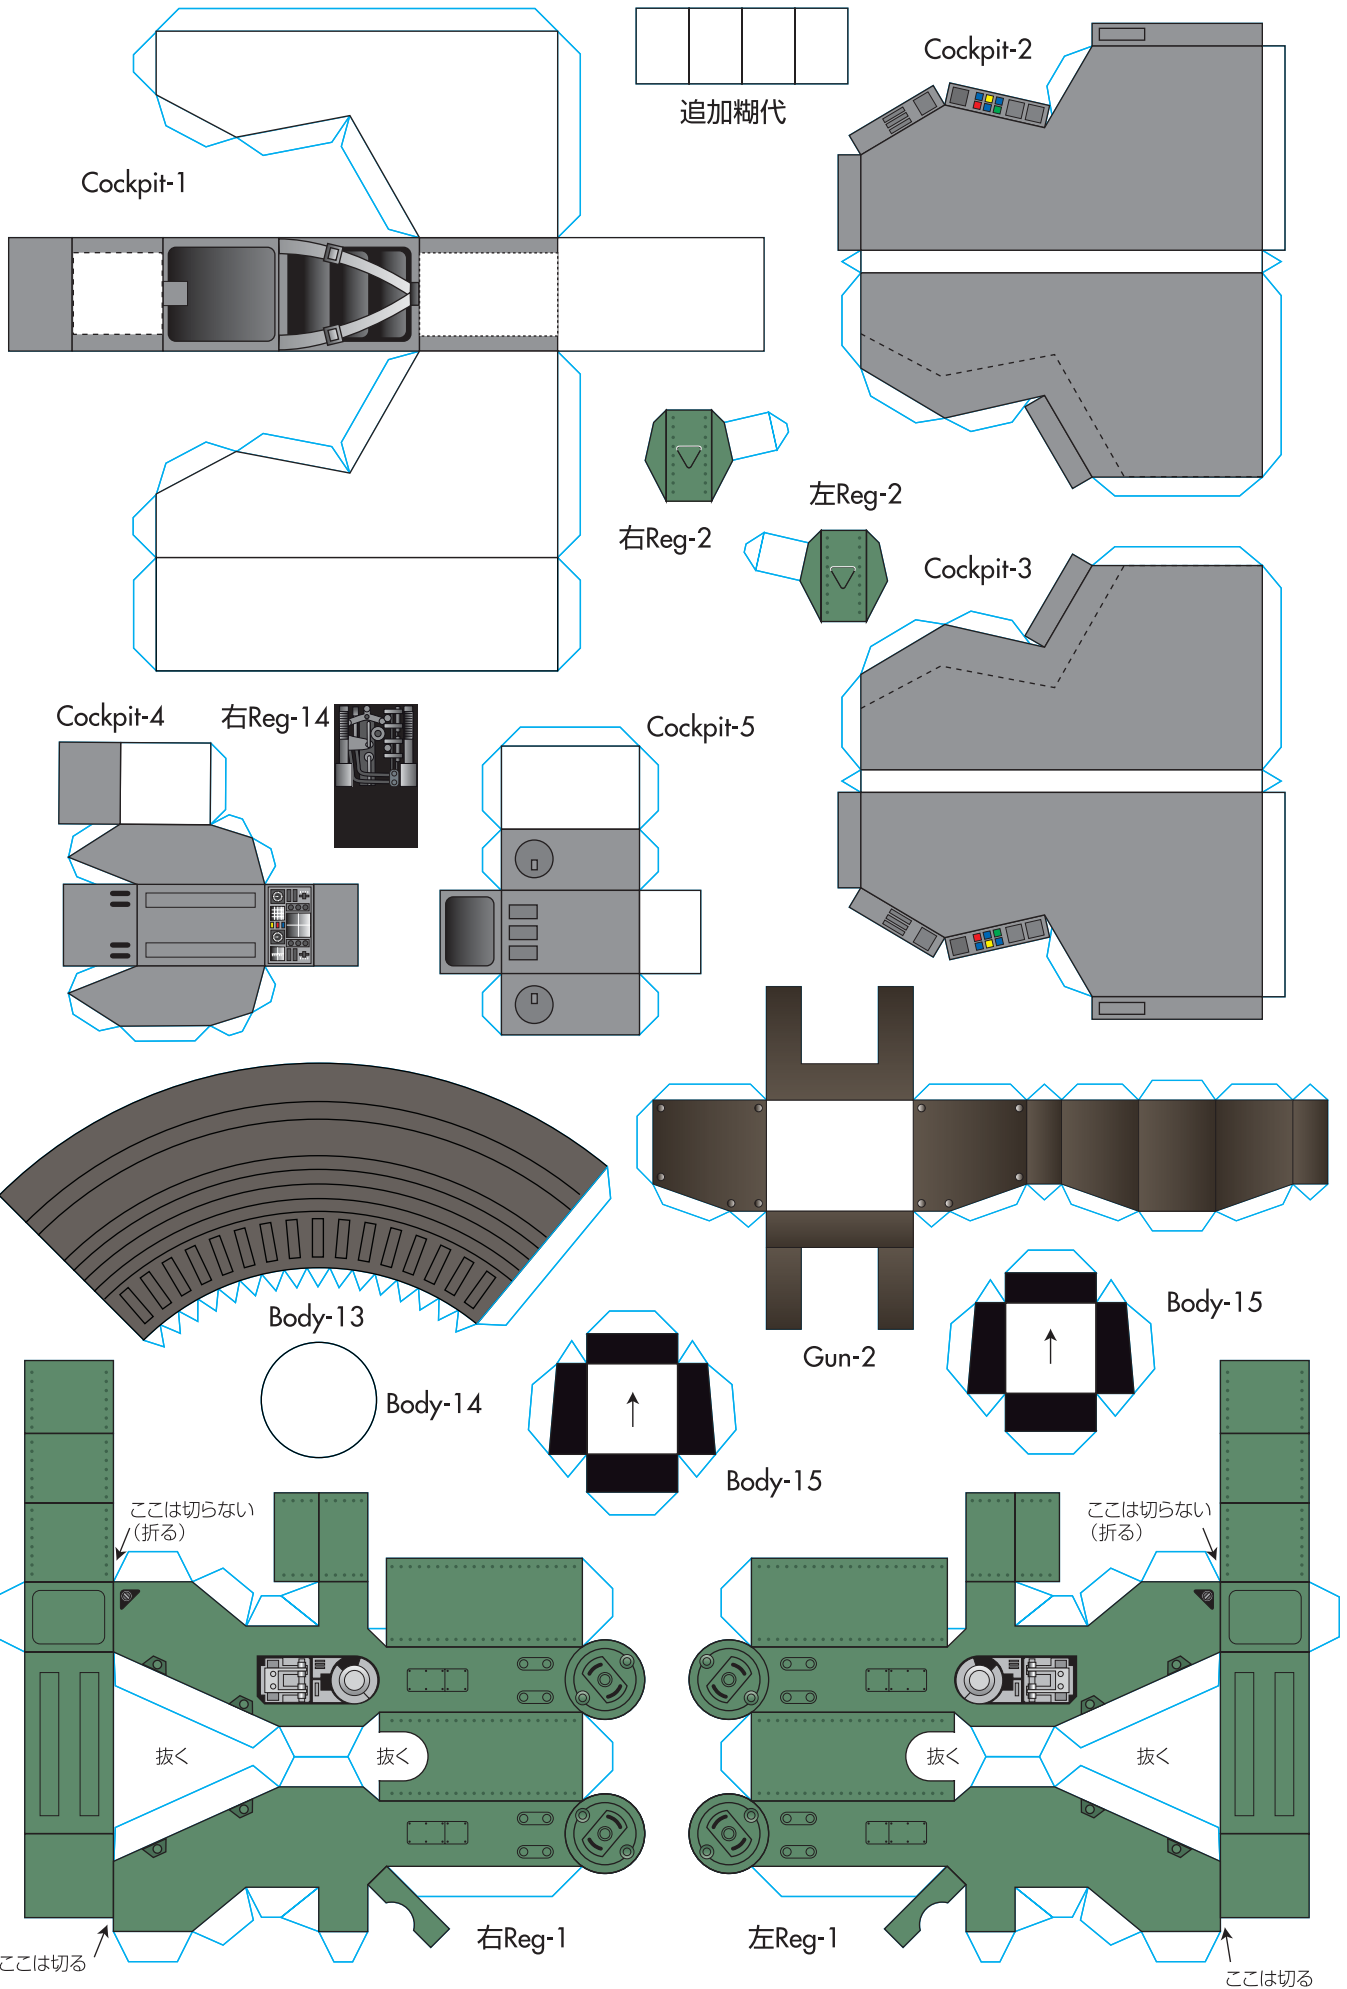 Cockpit-2
追加糊代
Cockpit-1
左Reg-2
右Reg-2
Cockpit-3
Cockpit-4
右Reg-14
Cockpit-5
Body-13
Body-15
Gun-2
Body-14
Body-15
ここは切らない
（折る）
ここは切らない
（折る）
抜く
抜く
抜く
抜く
右Reg-1
左Reg-1
ここは切る
ここは切る